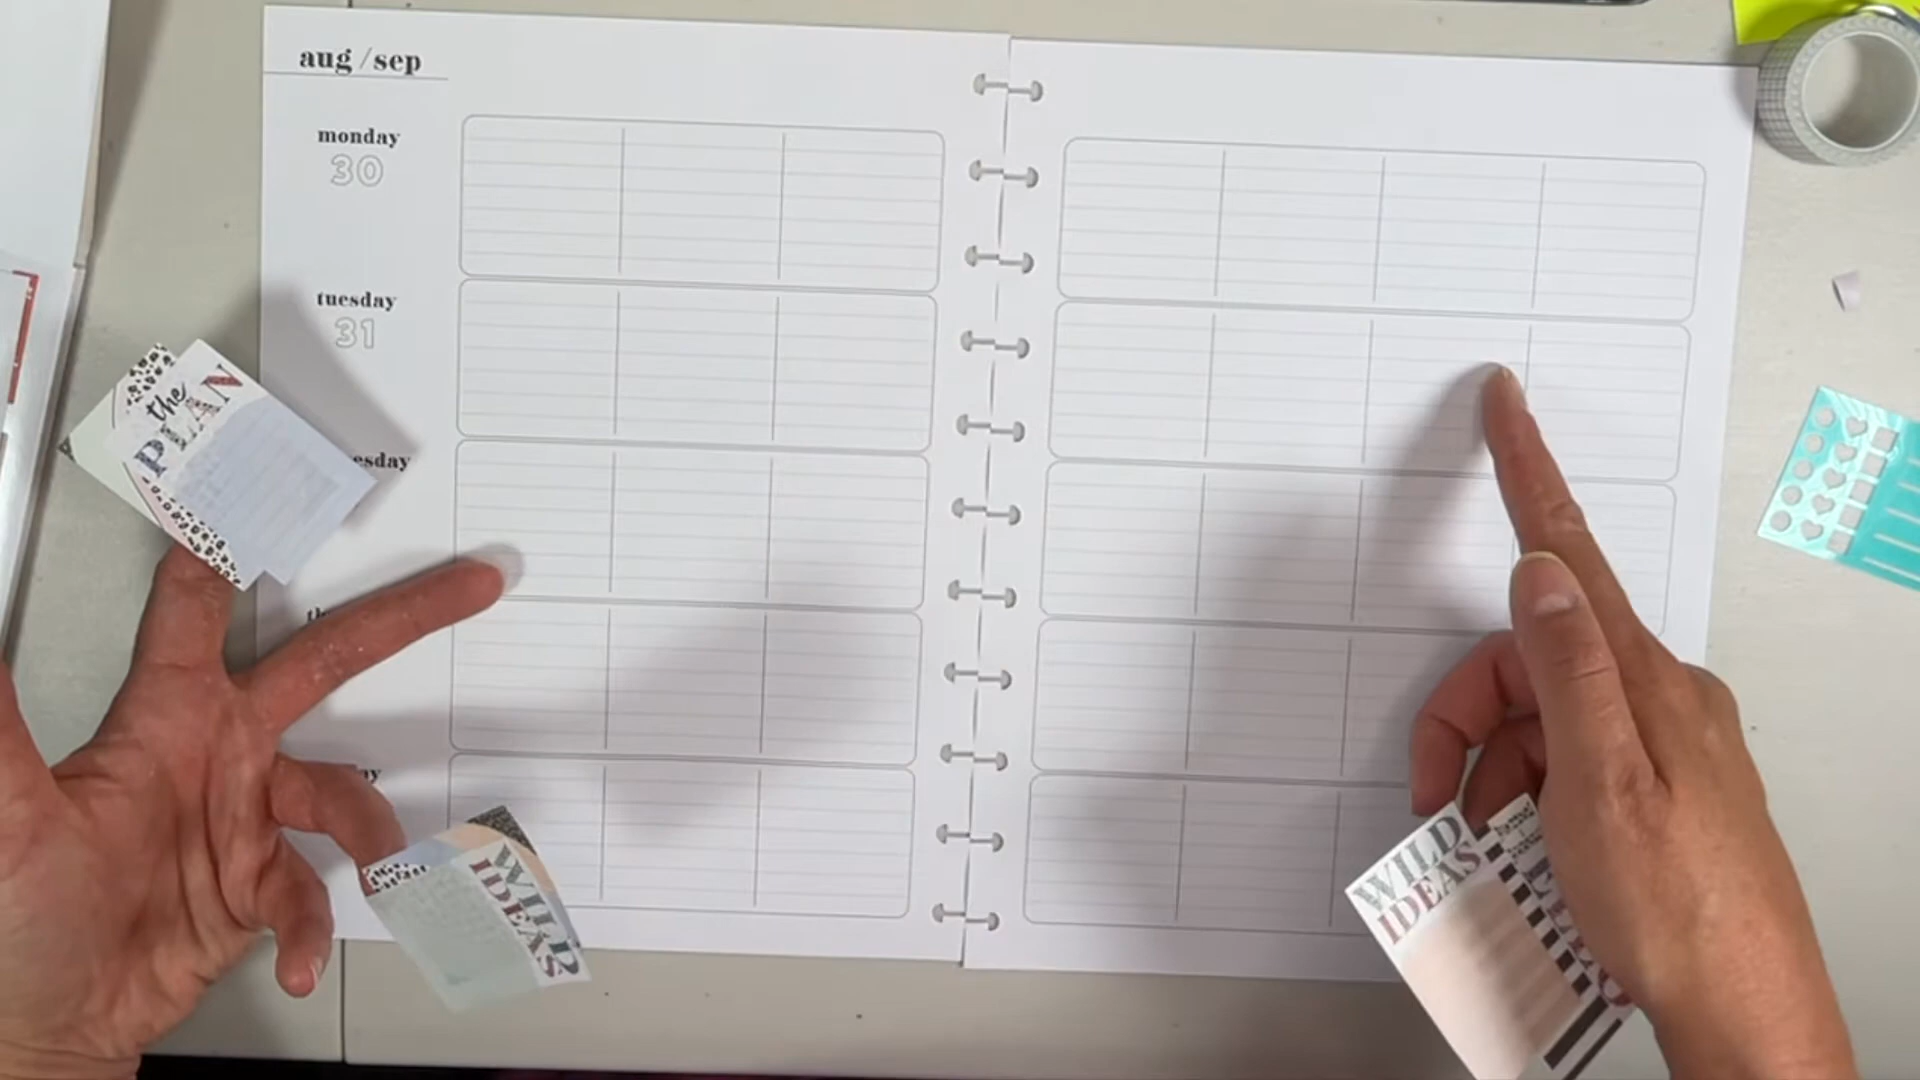 aug / sep
monday
30
tuesday
31
esday
the
PLAN
WILD
IDEAS
WILD
IDEAS